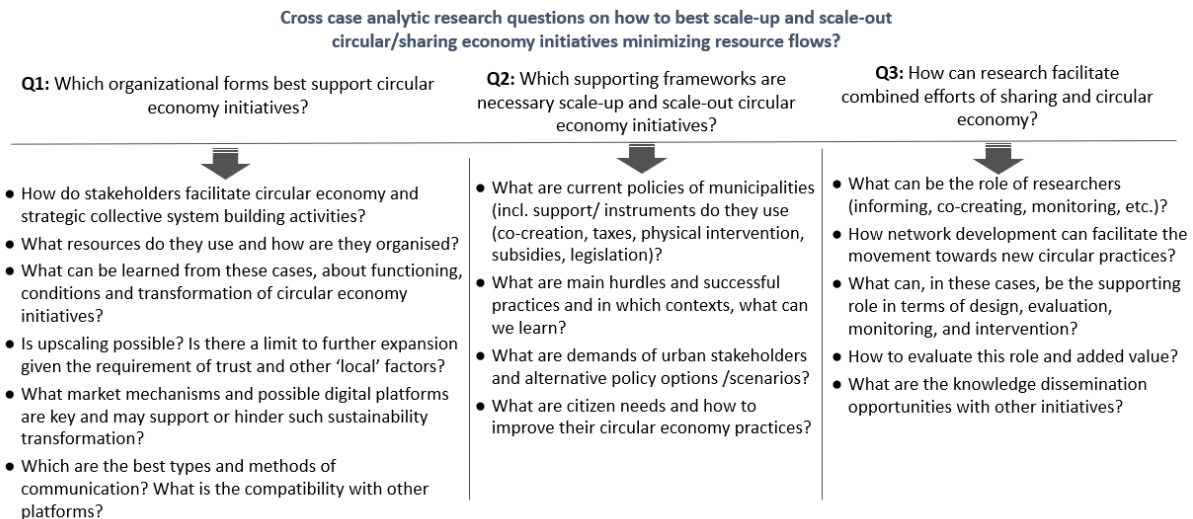 Cross case analytic research questions on how to best scale-up and scale-out
circular/sharing economy initiatives minimizing resource flows?
Q1: Which organizational forms best support circular
economy initiatives?
● How do stakeholders facilitate circular economy and
strategic collective system building activities?
● What resources do they use and how are they organised?
● What can be learned from these cases, about functioning,
conditions and transformation of circular economy
initiatives?
● Is upscaling possible? Is there a limit to further expansion
given the requirement of trust and other ‘local’ factors?
● What market mechanisms and possible digital platforms
are key and may support or hinder such sustainability
transformation?
● Which are the best types and methods of
communication? What is the compatibility with other
platforms?
Q2: Which supporting frameworks are
necessary scale-up and scale-out circular
economy initiatives?
● What are current policies of municipalities
(incl. support/ instruments do they use
(co-creation, taxes, physical intervention,
subsidies, legislation)?
● What are main hurdles and successful
practices and in which contexts, what can
we learn?
● What are demands of urban stakeholders
and alternative policy options /scenarios?
● What are citizen needs and how to
improve their circular economy practices?
Q3: How can research facilitate
combined efforts of sharing and circular
economy?
● What can be the role of researchers
(informing, co-creating, monitoring, etc.)?
● How network development can facilitate the
movement towards new circular practices?
● What can, in these cases, be the supporting
role in terms of design, evaluation,
monitoring, and intervention?
● How to evaluate this role and added value?
● What are the knowledge dissemination
opportunities with other initiatives?